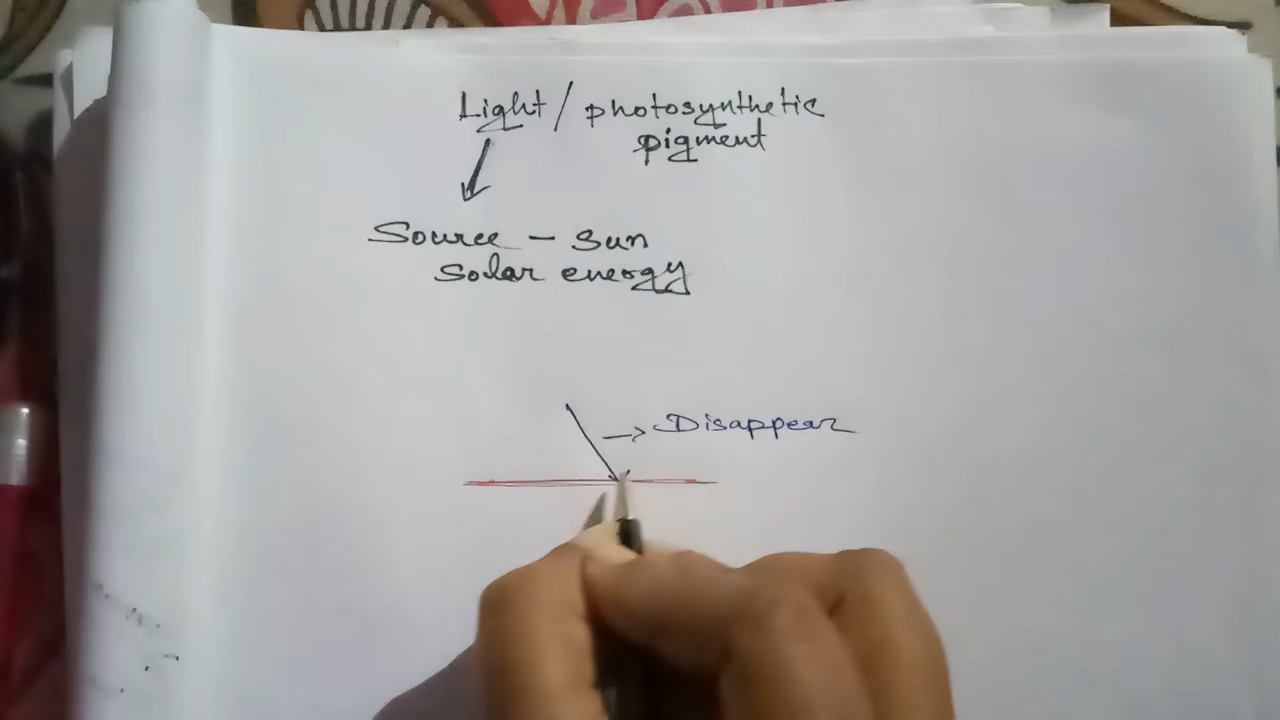 Light / photosynthetic
pigment
Source - Sun
Solar energy
Disappear